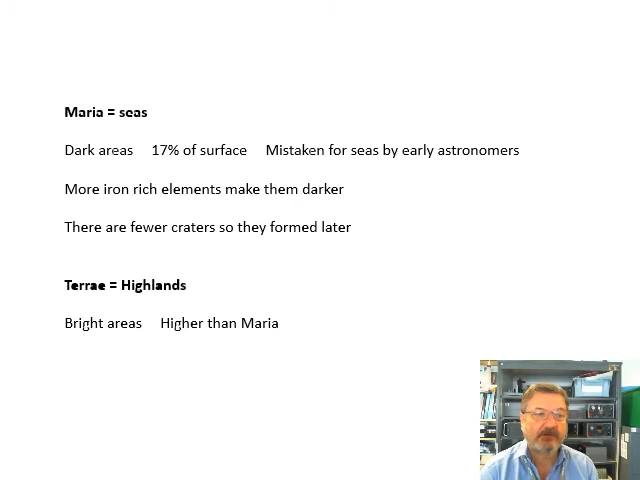 Maria = seas
Dark areas 17% of surface Mistaken for seas by early astronomers
More iron rich elements make them darker
There are fewer craters so they formed later
Terrae = Highlands
Bright areas Higher than Maria